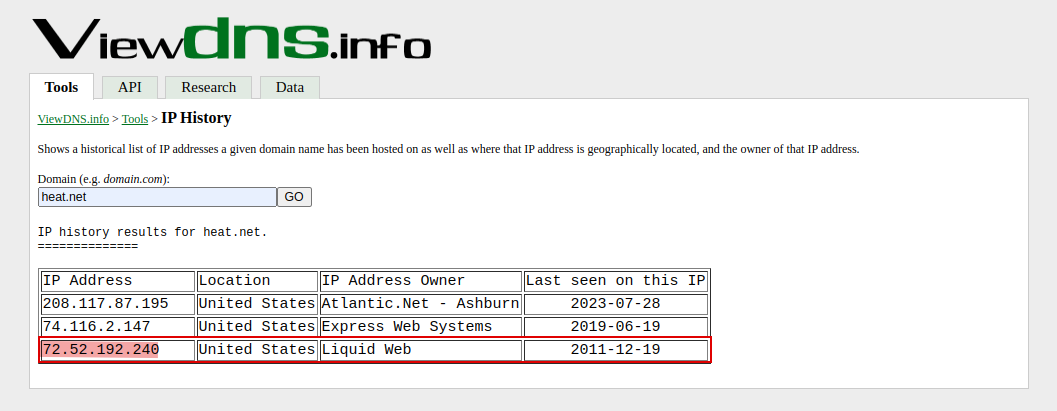 Viewdns.info
Tools API Research Data
ViewDNS.info > Tools > IP History
Shows a historical list of IP addresses a given domain name has been hosted on as well as where that IP address is geographically located, and the owner of that IP address.
Domain (e.g. domain.com):
heat.net GO
IP history results for heat.net.
==============
IP Address Location IP Address Owner Last seen on this IP
208.117.87.195 United States Atlantic.Net - Ashburn 2023-07-28
74.116.2.147 United States Express Web Systems 2019-06-19
72.52.192.240 United States Liquid Web 2011-12-19